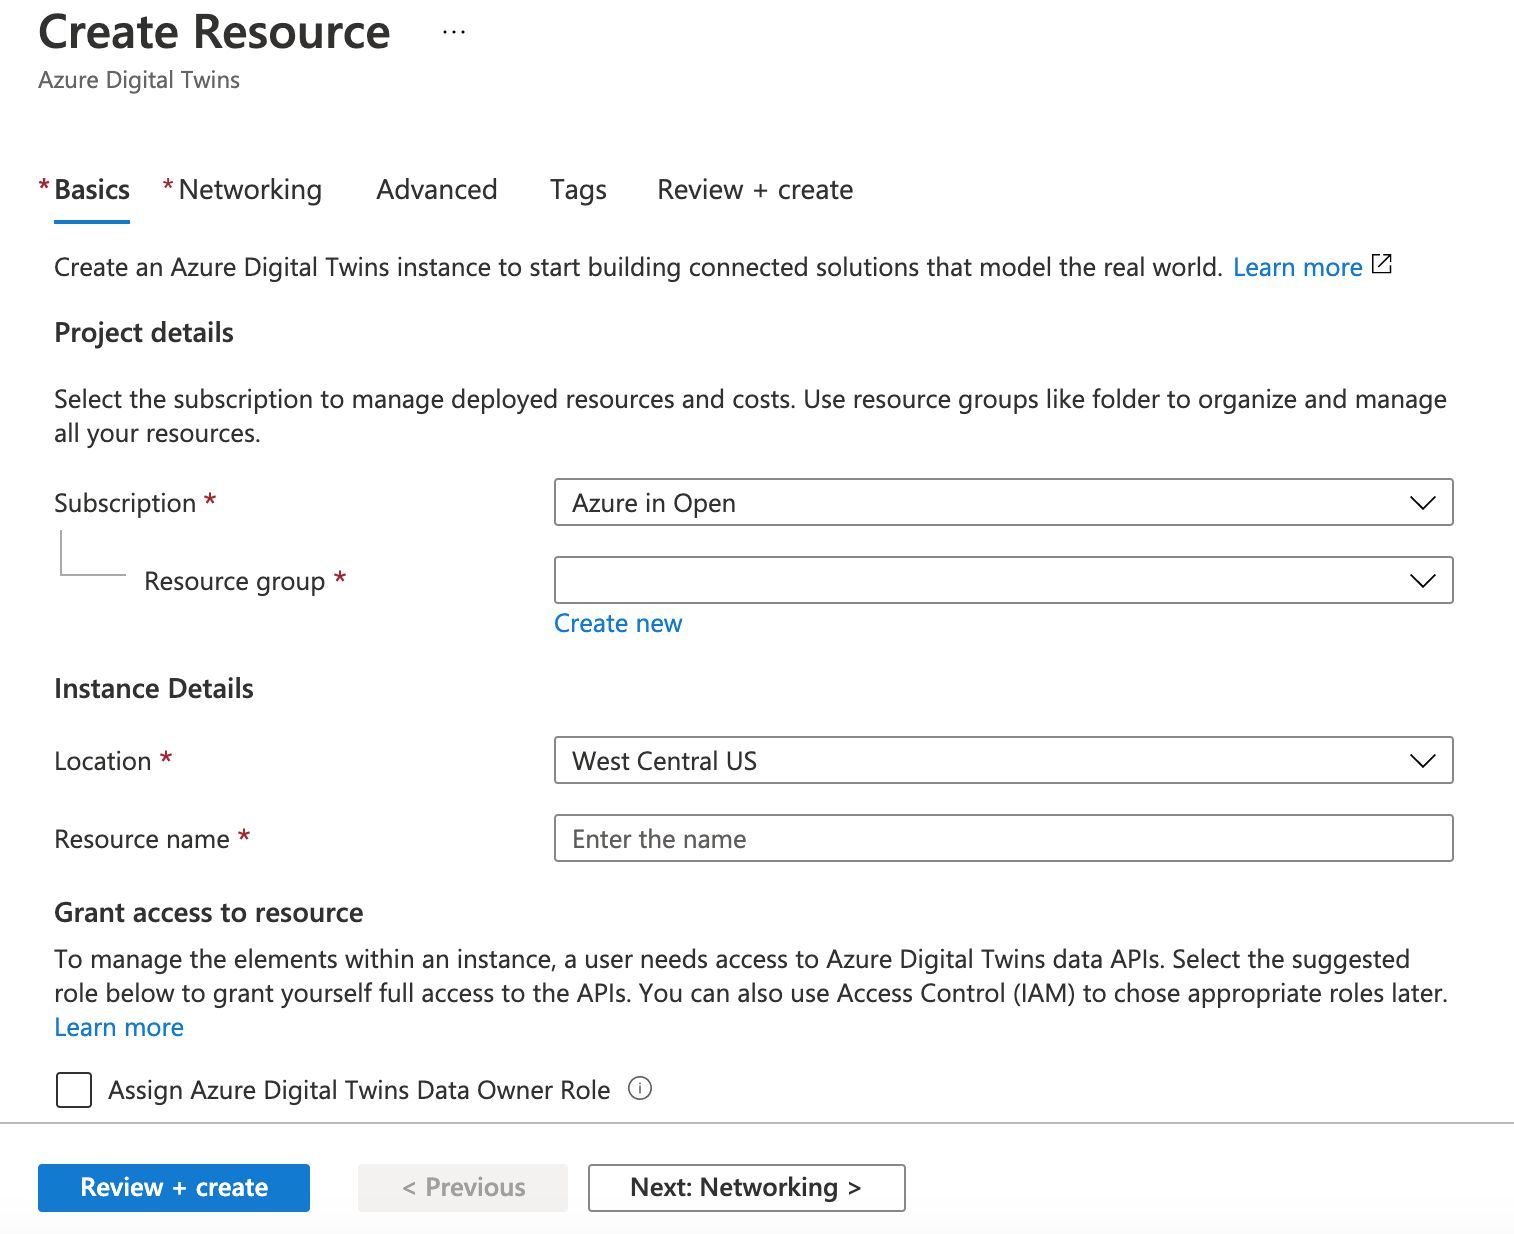 Create Resource ...
Azure Digital Twins
* Basics * Networking Advanced Tags Review + create
Create an Azure Digital Twins instance to start building connected solutions that model the real world. Learn more
Project details
Select the subscription to manage deployed resources and costs. Use resource groups like folder to organize and manage
all your resources.
Subscription * Azure in Open
Resource group *
Create new
Instance Details
Location * West Central US
Resource name * Enter the name
Grant access to resource
To manage the elements within an instance, a user needs access to Azure Digital Twins data APIs. Select the suggested
role below to grant yourself full access to the APIs. You can also use Access Control (IAM) to chose appropriate roles later.
Learn more
Assign Azure Digital Twins Data Owner Role
Review + create < Previous Next: Networking >